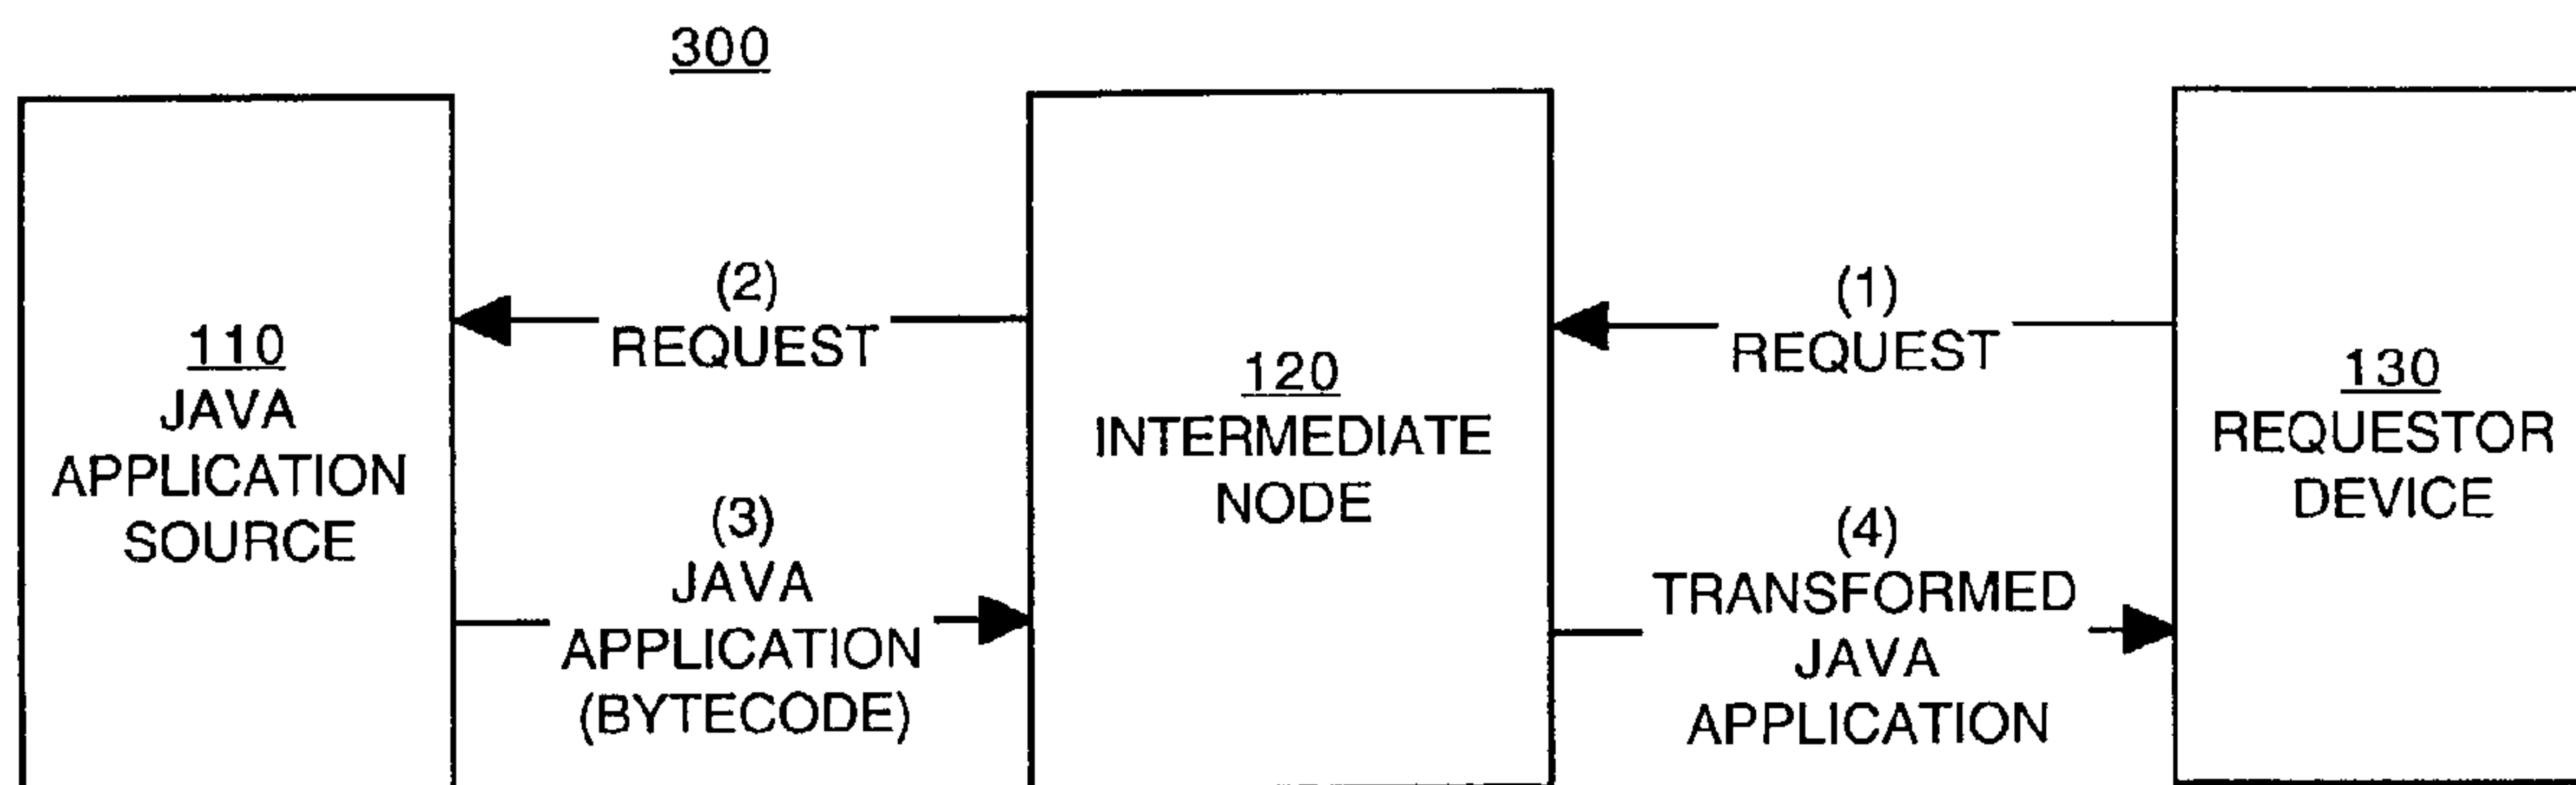 300
110
JAVA
APPLICATION
SOURCE
(2)
REQUEST
(3)
JAVA
APPLICATION
(BYTECODE)
120
INTERMEDIATE
NODE
(1)
REQUEST
(4)
TRANSFORMED
JAVA
APPLICATION
130
REQUESTOR
DEVICE